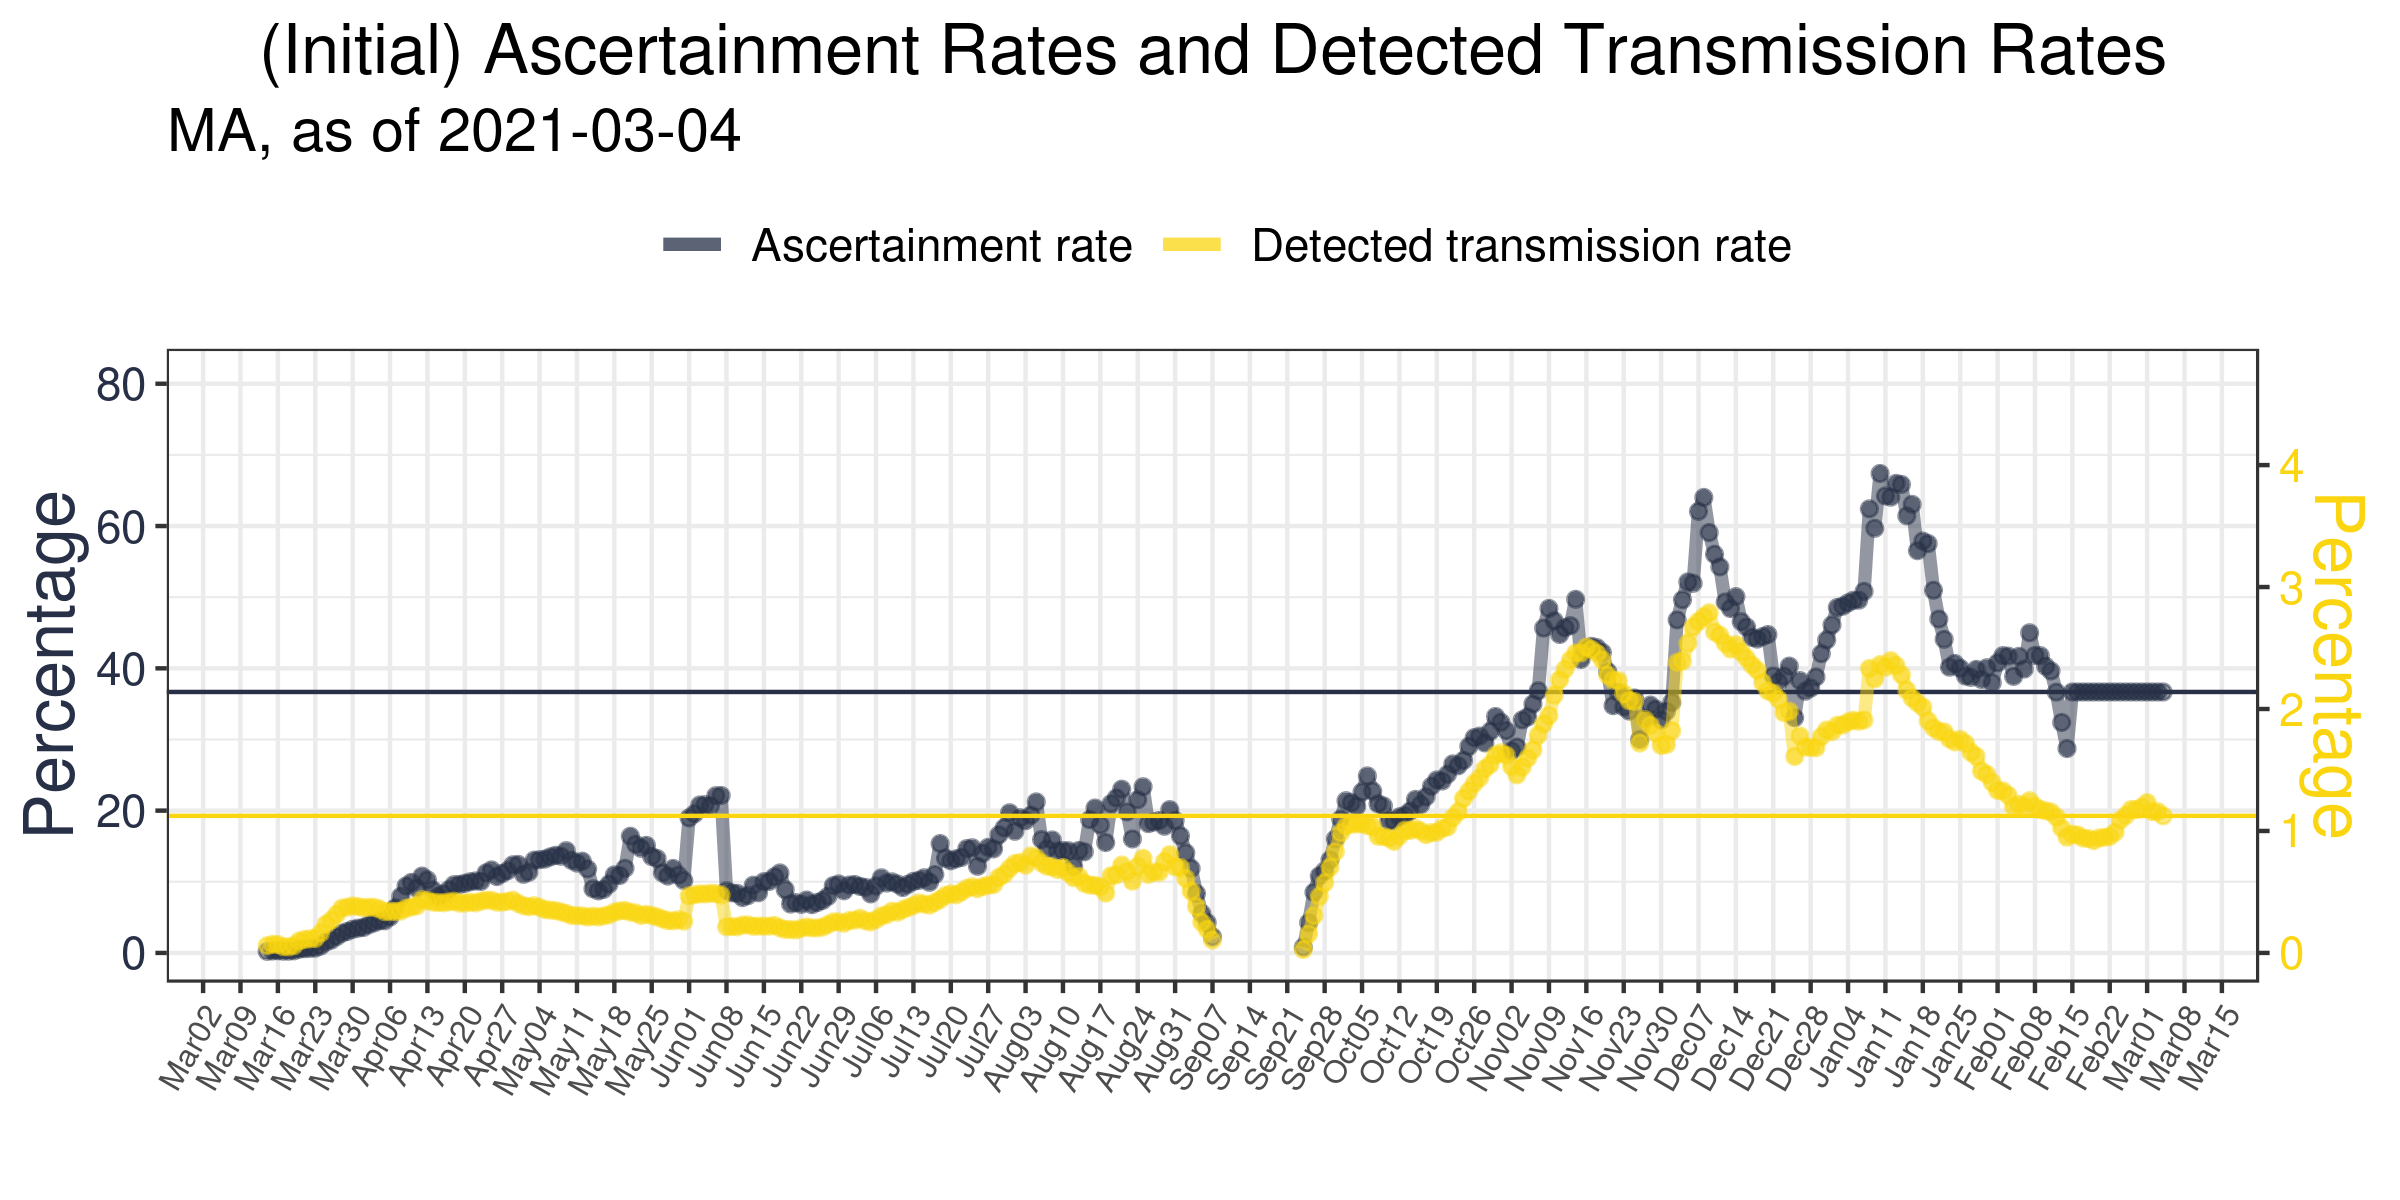 (Initial) Ascertainment Rates and Detected Transmission Rates
MA, as of 2021-03-04
Ascertainment rate
Detected transmission rate
Percentage
80
60
40
20
0
4
3
2
1
0
Percentage
Mar02
Mar09
Mar16
Mar23
Mar30
Apr06
Apr13
Apr20
Apr27
May04
May11
May18
May25
Jun01
Jun08
Jun15
Jun22
Jun29
Jul06
Jul13
Jul20
Jul27
Aug03
Aug10
Aug17
Aug24
Aug31
Sep07
Sep14
Sep21
Sep28
Oct05
Oct12
Oct19
Oct26
Nov02
Nov09
Nov16
Nov23
Nov30
Dec07
Dec14
Dec21
Dec28
Jan04
Jan11
Jan18
Jan25
Feb01
Feb08
Feb15
Feb22
Mar01
Mar08
Mar15